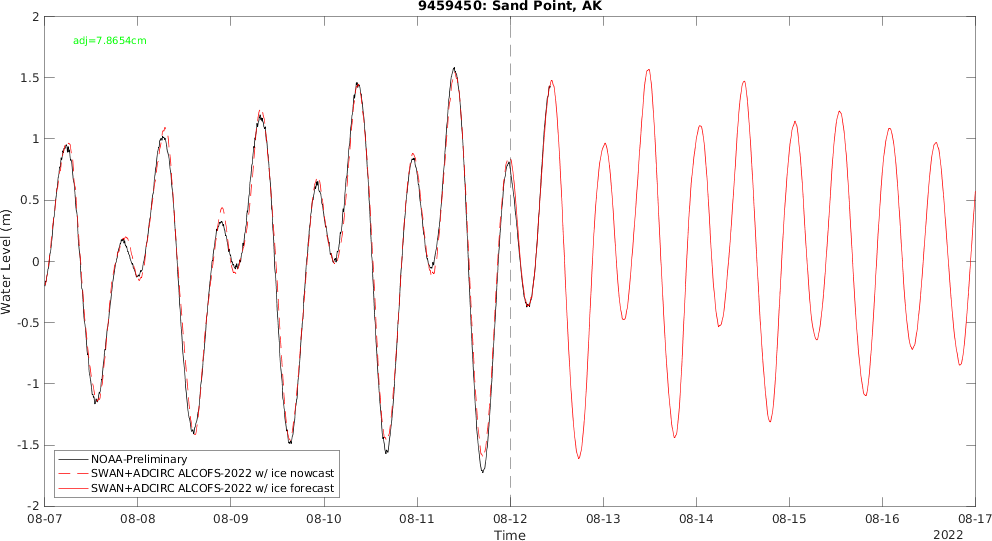 9459450: Sand Point, AK
adj=7.8654cm
2
1.5
1
0.5
0
-0.5
-1
-1.5
-2
Water Level (m)
NOAA-Preliminary
SWAN+ADCIRC ALCOFS-2022 w/ ice nowcast
SWAN+ADCIRC ALCOFS-2022 w/ ice forecast
08-07 08-08 08-09 08-10 08-11 08-12 08-13 08-14 08-15 08-16 08-17
Time
2022